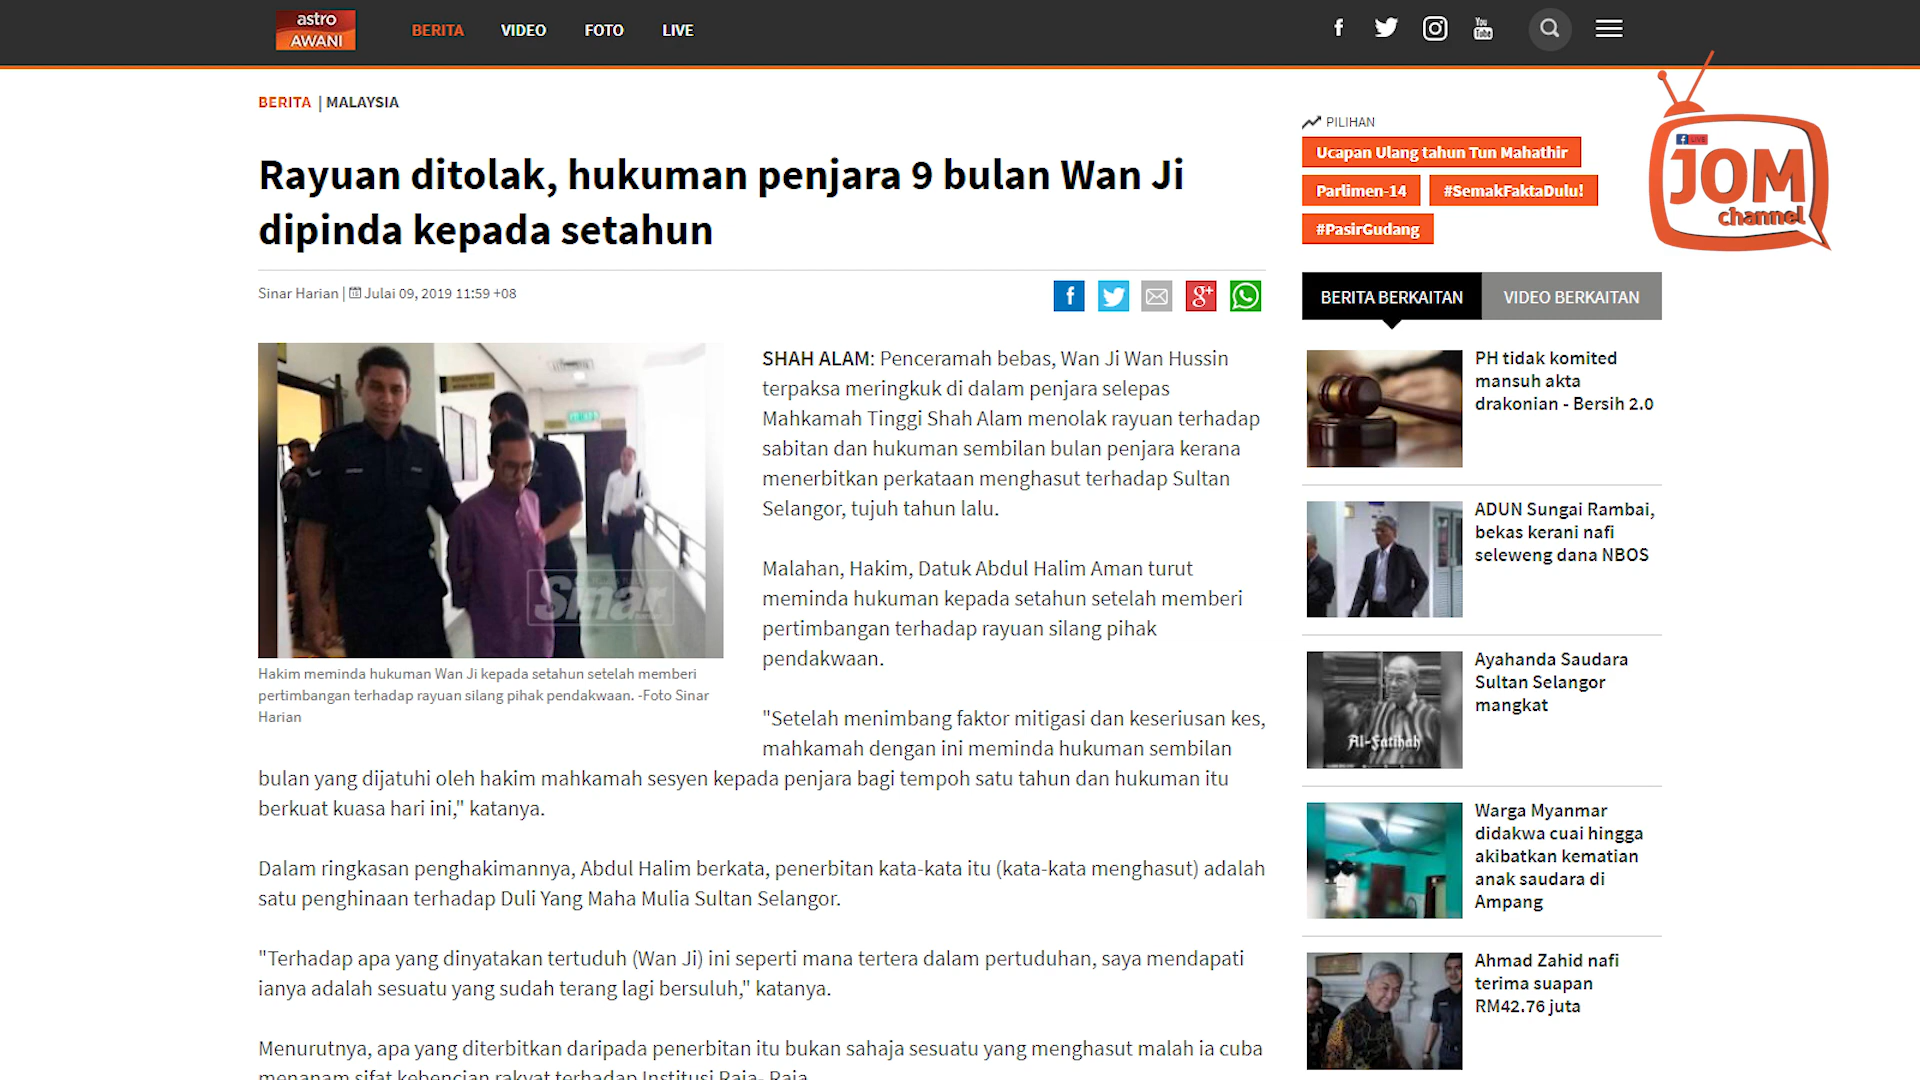 astro
AWANI
BERITA
VIDEO
FOTO
LIVE
BERITA | MALAYSIA
Rayuan ditolak, hukuman penjara 9 bulan Wan Ji
dipinda kepada setahun
Sinar Harian | Julai 09, 2019 11:59 +08
SHAH ALAM: Penceramah bebas, Wan Ji Wan Hussin
terpaksa meringkuk di dalam penjara selepas
Mahkamah Tinggi Shah Alam menolak rayuan terhadap
sabitan dan hukuman sembilan bulan penjara kerana
menerbitkan perkataan menghasut terhadap Sultan
Selangor, tujuh tahun lalu.
Malahan, Hakim, Datuk Abdul Halim Aman turut
meminda hukuman kepada setahun setelah memberi
pertimbangan terhadap rayuan silang pihak
pendakwaan.
Sinar
Hakim meminda hukuman Wan Ji kepada setahun setelah memberi
pertimbangan terhadap rayuan silang pihak pendakwaan. -Foto Sinar
Harian
"Setelah menimbang faktor mitigasi dan keseriusan kes,
mahkamah dengan ini meminda hukuman sembilan
bulan yang dijatuhi oleh hakim mahkamah sesyen kepada penjara bagi tempoh satu tahun dan hukuman itu
berkuat kuasa hari ini," katanya.
Dalam ringkasan penghakimannya, Abdul Halim berkata, penerbitan kata-kata itu (kata-kata menghasut) adalah
satu penghinaan terhadap Duli Yang Maha Mulia Sultan Selangor.
"Terhadap apa yang dinyatakan tertuduh (Wan Ji) ini seperti mana tertera dalam pertuduhan, saya mendapati
ianya adalah sesuatu yang sudah terang lagi bersuluh," katanya.
Menurutnya, apa yang diterbitkan daripada penerbitan itu bukan sahaja sesuatu yang menghasut malah ia cuba
menanam sifat kebencian rakyat terhadap Institusi Raja- Raja
PILIHAN
Ucapan Ulang tahun Tun Mahathir
Parlimen-14
#SemakFaktaDulu!
#PasirGudang
LIVE
JOM
channel
BERITA BERKAITAN
VIDEO BERKAITAN
PH tidak komited
mansuh akta
drakonian - Bersih 2.0
ADUN Sungai Rambai,
bekas kerani nafi
seleweng dana NBOS
Al-Fatihah
Ayahanda Saudara
Sultan Selangor
mangkat
Warga Myanmar
didakwa cuai hingga
akibatkan kematian
anak saudara di
Ampang
Ahmad Zahid nafi
terima suapan
RM42.76 juta